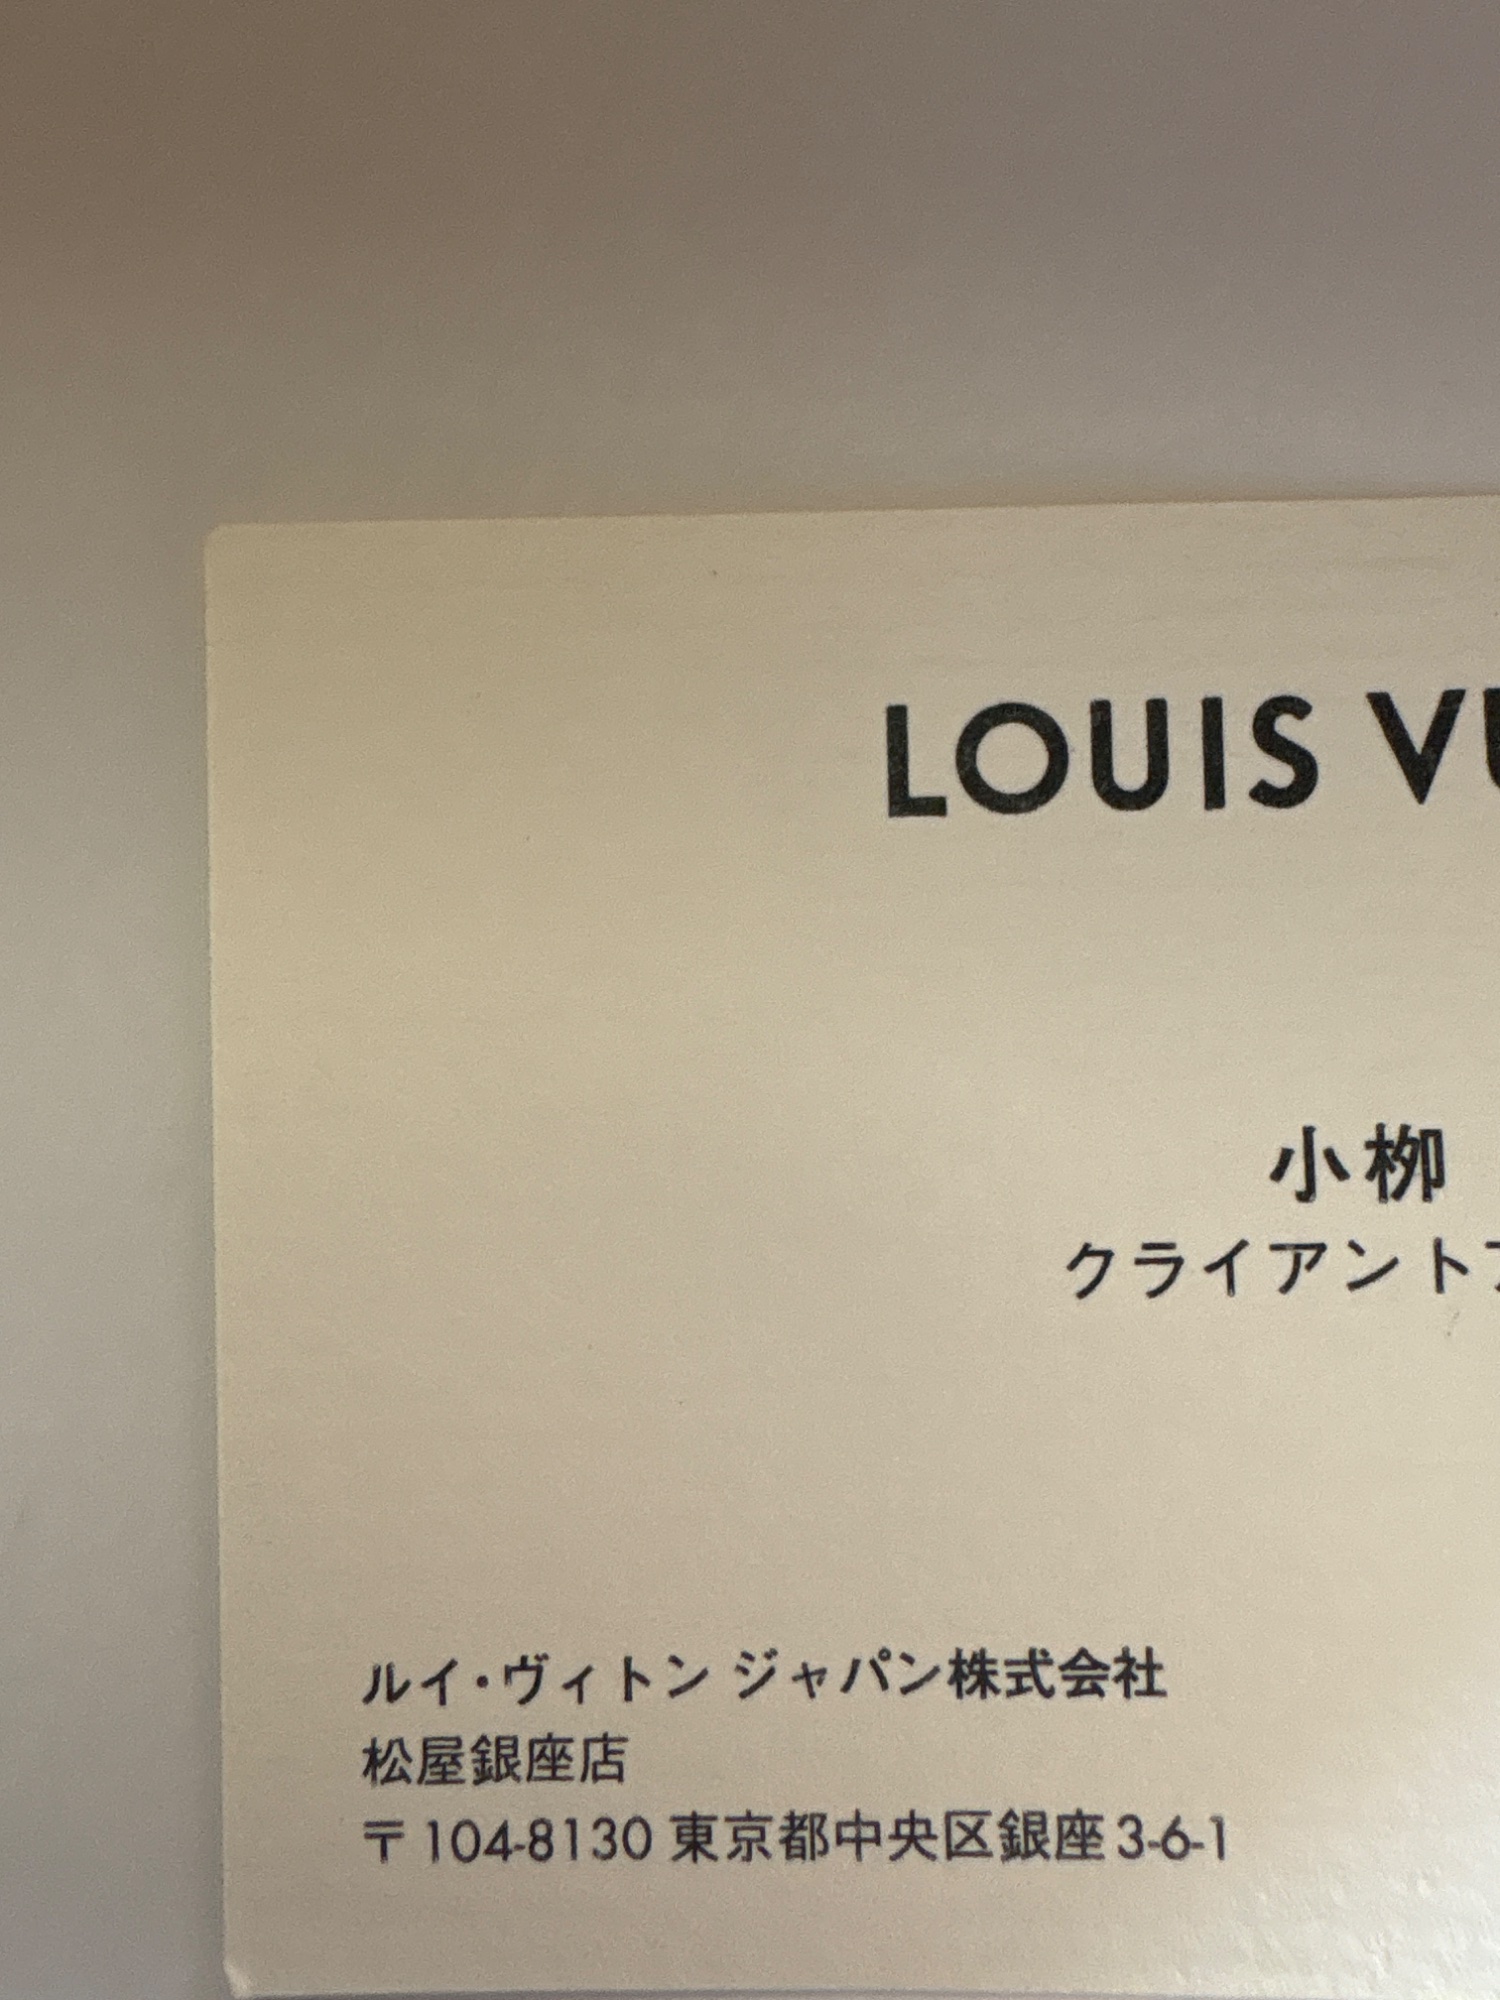 LOUIS VU
小栁
クライアントア
ルイ・ヴィトン ジャパン株式会社
松屋銀座店
〒104-8130 東京都中央区銀座3-6-1